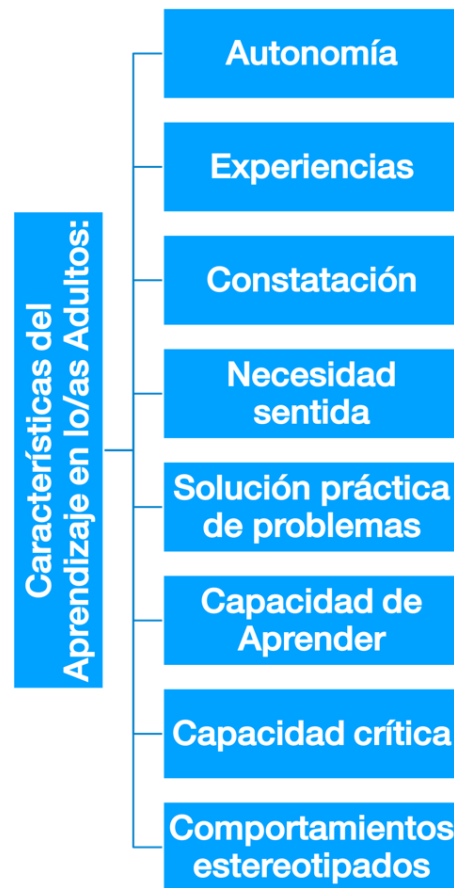 Características del
Aprendizaje en lo/as Adultos:
Autonomía
Experiencias
Constatación
Necesidad
sentida
Solución práctica
de problemas
Capacidad de
Aprender
Capacidad crítica
Comportamientos
estereotipados